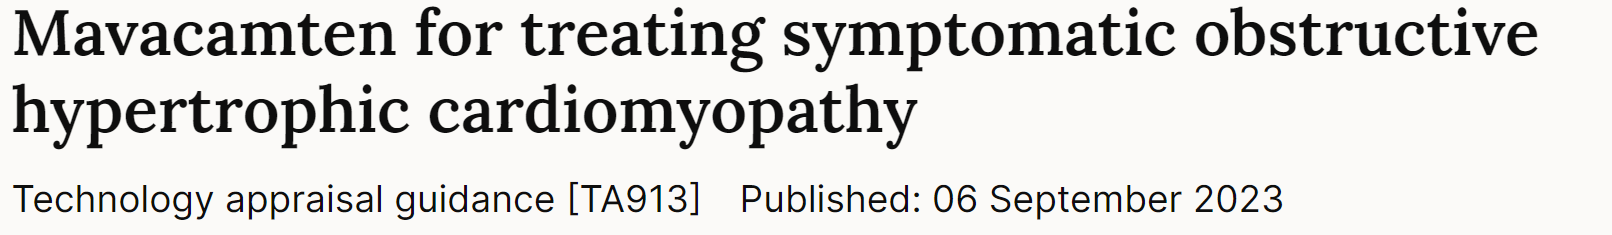 Mavacamten for treating symptomatic obstructive
hypertrophic cardiomyopathy
Technology appraisal guidance [TA913] Published: 06 September 2023